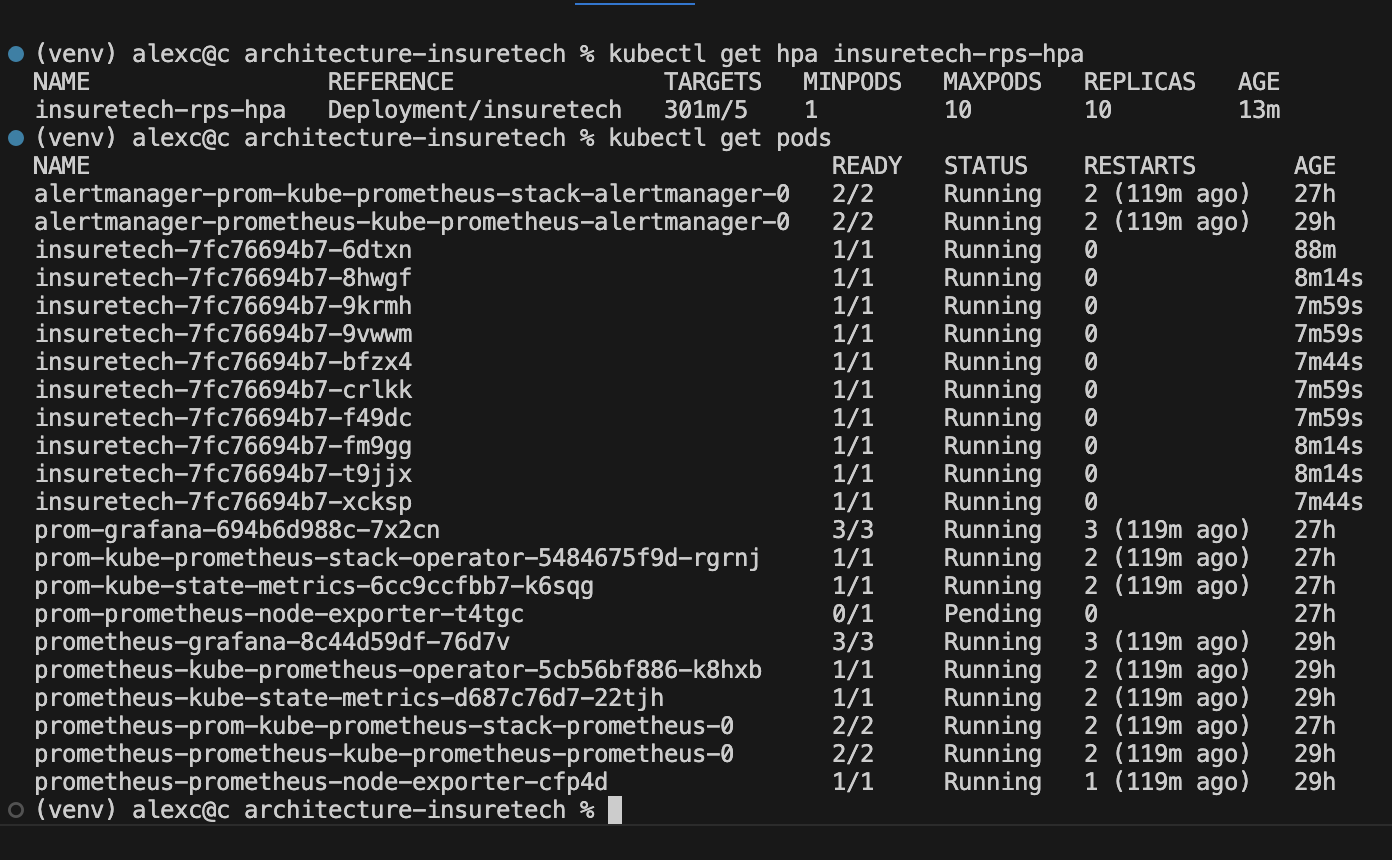 (venv) alexc@c architecture-insuretech % kubectl get hpa insuretech-rps-hpa
NAME REFERENCE TARGETS MINPODS MAXPODS REPLICAS AGE
insuretech-rps-hpa Deployment/insuretech 301m/5 1 10 10 13m
(venv) alexc@c architecture-insuretech % kubectl get pods
NAME READY STATUS RESTARTS AGE
alertmanager-prom-kube-prometheus-stack-alertmanager-0 2/2 Running 2 (119m ago) 27h
alertmanager-prometheus-kube-prometheus-alertmanager-0 2/2 Running 2 (119m ago) 29h
insuretech-7fc76694b7-6dtxn 1/1 Running 0 88m
insuretech-7fc76694b7-8hwgf 1/1 Running 0 8m14s
insuretech-7fc76694b7-9krmh 1/1 Running 0 7m59s
insuretech-7fc76694b7-9vwwm 1/1 Running 0 7m59s
insuretech-7fc76694b7-bfzx4 1/1 Running 0 7m44s
insuretech-7fc76694b7-crlkk 1/1 Running 0 7m59s
insuretech-7fc76694b7-f49dc 1/1 Running 0 7m59s
insuretech-7fc76694b7-fm9gg 1/1 Running 0 8m14s
insuretech-7fc76694b7-t9jjx 1/1 Running 0 8m14s
insuretech-7fc76694b7-xcksp 1/1 Running 0 7m44s
prom-grafana-694b6d988c-7x2cn 3/3 Running 3 (119m ago) 27h
prom-kube-prometheus-stack-operator-5484675f9d-rgrnj 1/1 Running 2 (119m ago) 27h
prom-kube-state-metrics-6cc9ccfbb7-k6sqg 1/1 Running 2 (119m ago) 27h
prom-prometheus-node-exporter-t4tgc 0/1 Pending 0 27h
prometheus-grafana-8c44d59df-76d7v 3/3 Running 3 (119m ago) 29h
prometheus-kube-prometheus-operator-5cb56bf886-k8hxb 1/1 Running 2 (119m ago) 29h
prometheus-kube-state-metrics-d687c76d7-22tjh 1/1 Running 2 (119m ago) 29h
prometheus-prom-kube-prometheus-stack-prometheus-0 2/2 Running 2 (119m ago) 27h
prometheus-prometheus-kube-prometheus-prometheus-0 2/2 Running 2 (119m ago) 29h
prometheus-prometheus-node-exporter-cfp4d 1/1 Running 1 (119m ago) 29h
(venv) alexc@c architecture-insuretech %